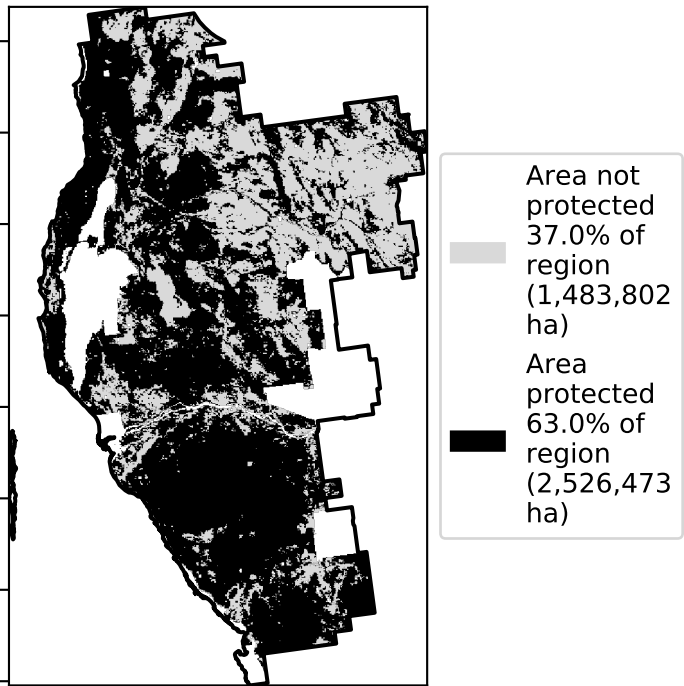 Area not
protected
37.0% of
region
(1,483,802
ha)
Area
protected
63.0% of
region
(2,526,473
ha)